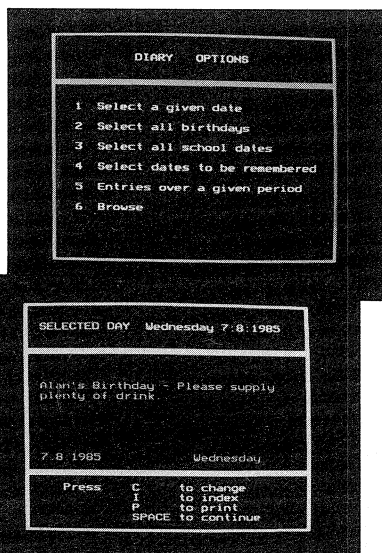 DIARY OPTIONS
1 Select a given date
2 Select all birthdays
3 Select all school dates
4 Select dates to be remembered
5 Entries over a given period
6 Browse
SELECTED DAY Wednesday 7:8:1985
Alan's Birthday - Please supply
plenty of drink.
7.8.1985 Wednesday
Press C to change
I to index
P to print
SPACE to continue